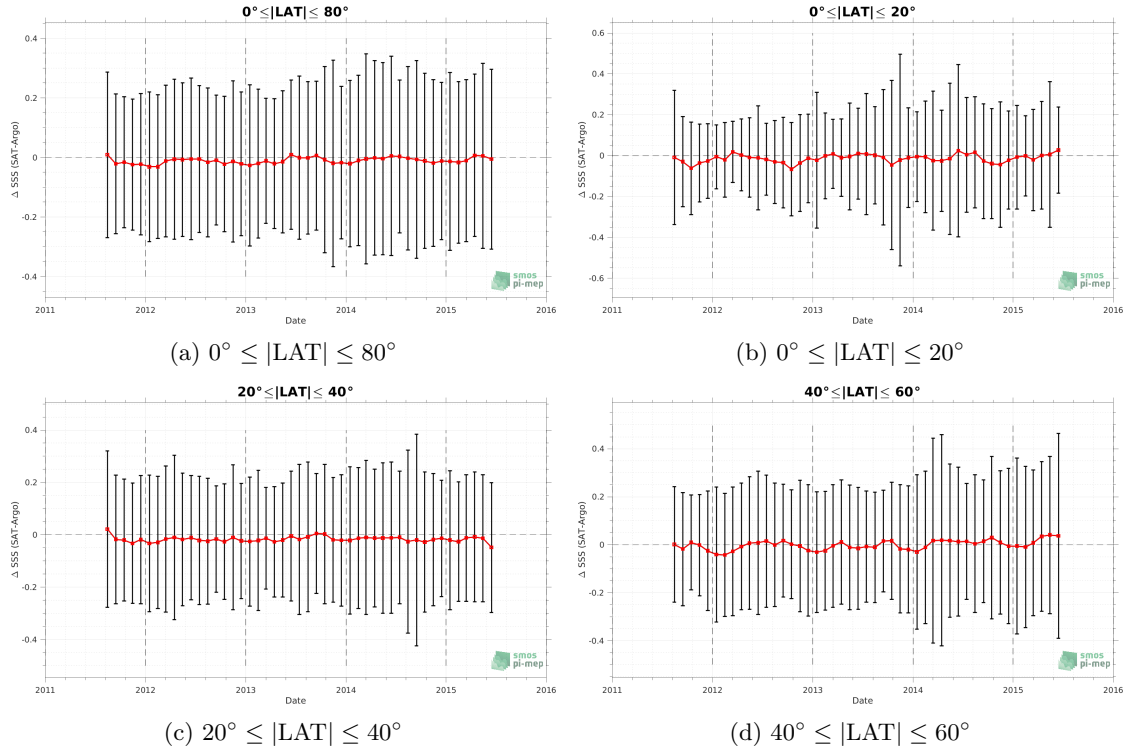 0°≤|LAT|≤ 80°
0.4
0.2
0
-0.2
-0.4
Δ SSS (SAT-Argo)
2011
2012
2013
2014
2015
2016
Date
smos
pi-mep
(a) 0° ≤ |LAT| ≤ 80°
0°≤|LAT|≤ 20°
0.6
0.4
0.2
0
-0.2
-0.4
-0.6
Δ SSS (SAT-Argo)
2011
2012
2013
2014
2015
2016
Date
smos
pi-mep
(b) 0° ≤ |LAT| ≤ 20°
20°≤|LAT|≤ 40°
0.4
0.2
0
-0.2
-0.4
Δ SSS (SAT-Argo)
2011
2012
2013
2014
2015
2016
Date
smos
pi-mep
(c) 20° ≤ |LAT| ≤ 40°
40°≤|LAT|≤ 60°
0.4
0.2
0
-0.2
-0.4
Δ SSS (SAT-Argo)
2011
2012
2013
2014
2015
2016
Date
smos
pi-mep
(d) 40° ≤ |LAT| ≤ 60°